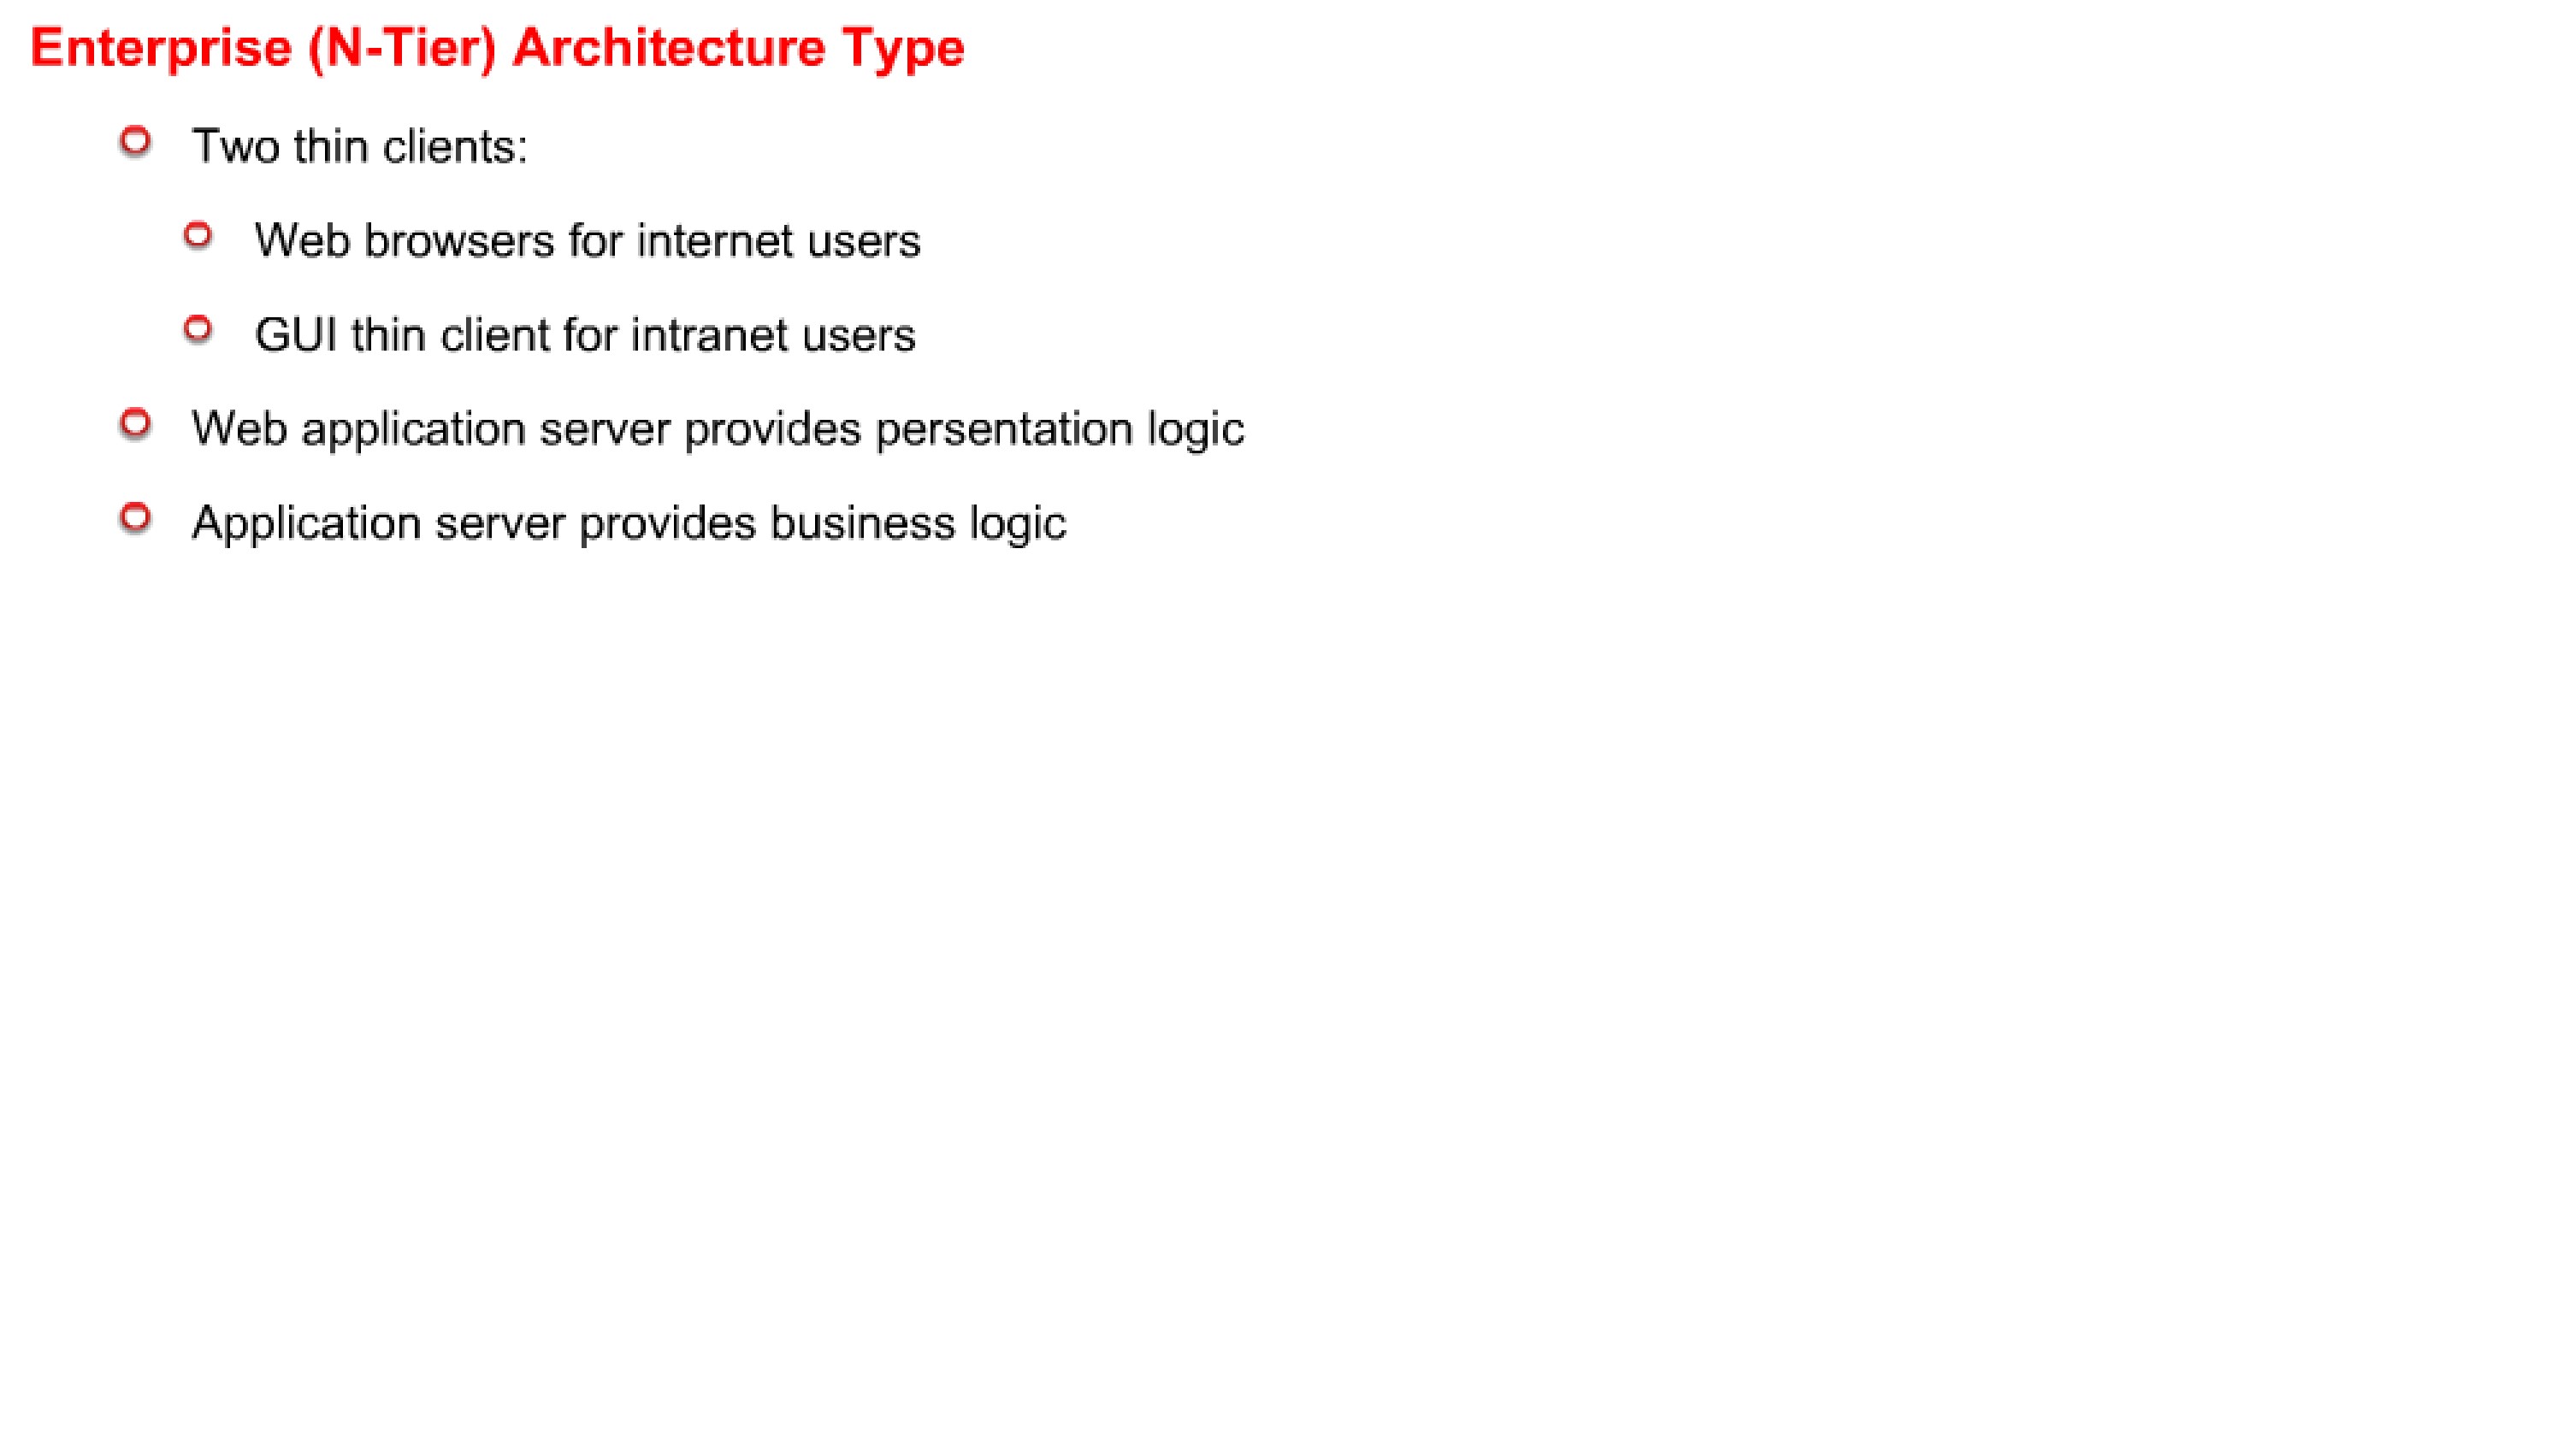 Enterprise (N-Tier) Architecture Type
Two thin clients:
Web browsers for internet users
GUI thin client for intranet users
Web application server provides persentation logic
Application server provides business logic